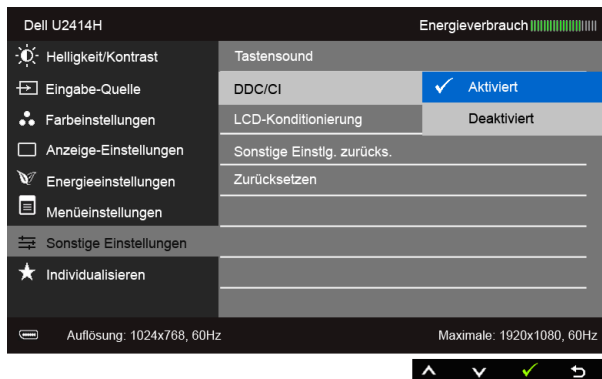 Dell U2414H Energieverbrauch
Helligkeit/Kontrast Tastensound
Eingabe-Quelle DDC/CI Aktiviert
Farbeinstellungen LCD-Konditionierung Deaktiviert
Anzeige-Einstellungen Sonstige Einstlg. zurücks.
Energieeinstellungen Zurücksetzen
Menüeinstellungen
Sonstige Einstellungen
Individualisieren
Auflösung: 1024x768, 60Hz Maximale: 1920x1080, 60Hz